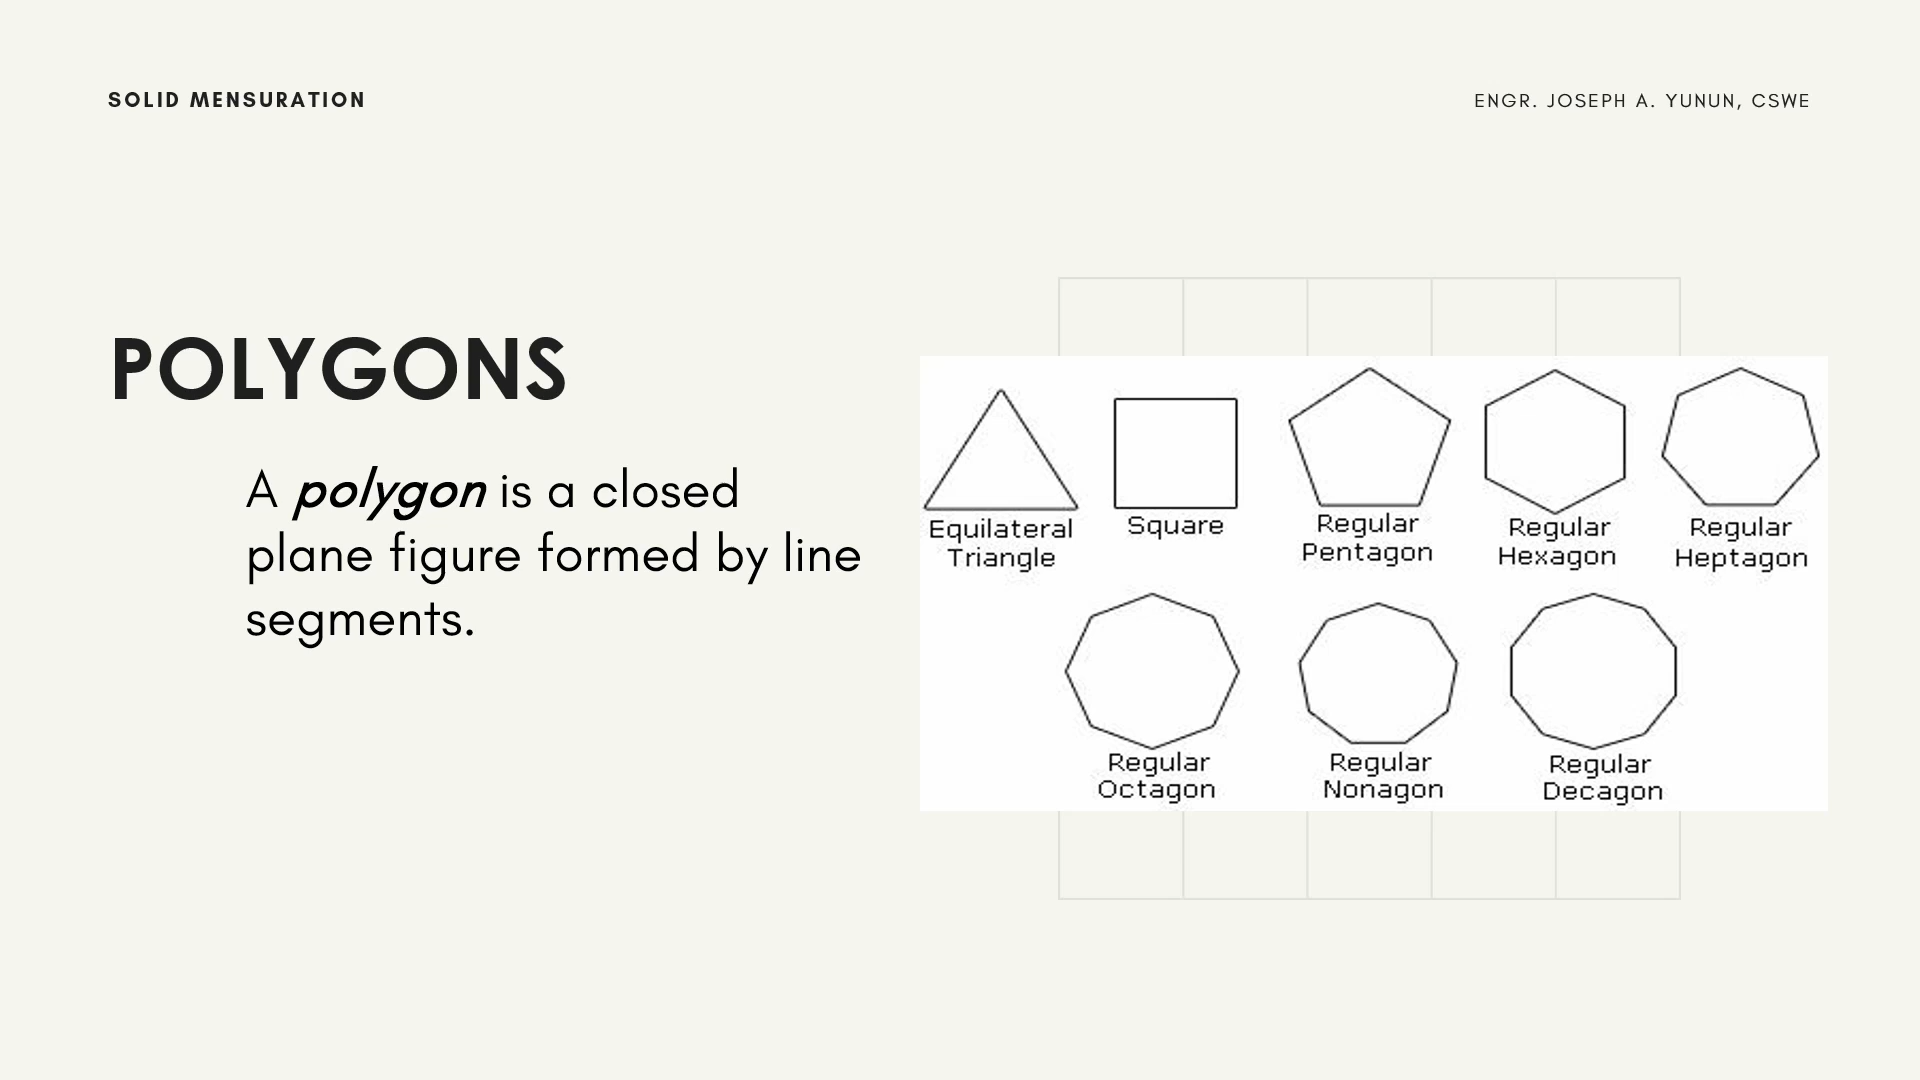 SOLID MENSURATION
ENGR. JOSEPH A. YUNUN, CSWE
POLYGONS
A polygon is a closed
plane figure formed by line
segments.
Equilateral
Triangle
Square
Regular
Pentagon
Regular
Hexagon
Regular
Heptagon
Regular
Octagon
Regular
Nonagon
Regular
Decagon